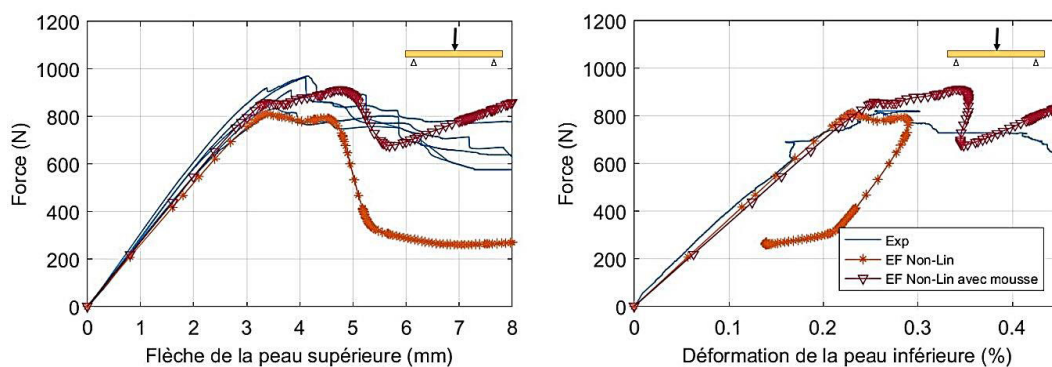 1200
1000
800
600
400
200
0
Force (N)
0 1 2 3 4 5 6 7 8
Flèche de la peau supérieure (mm)
1200
1000
800
600
400
200
0
Force (N)
0 0.1 0.2 0.3 0.4
Déformation de la peau inférieure (%)
Exp
EF Non-Lin
EF Non-Lin avec mousse